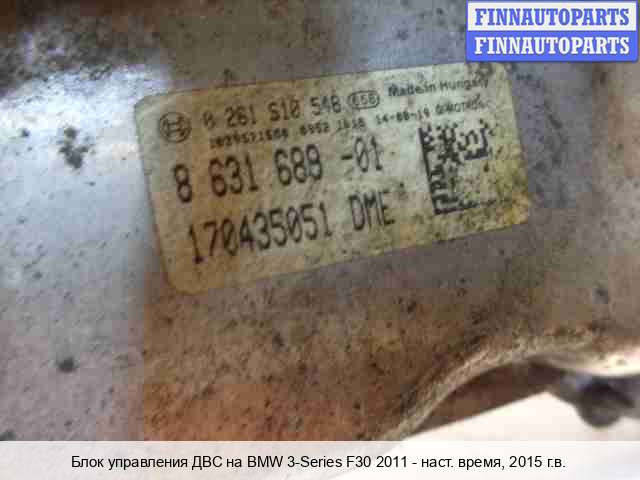 FINNAUTOPARTS
FINNAUTOPARTS
0 261 S10 548 Made in Hungary
8 631 689 -01
170435051 DME
Блок управления ДВС на BMW 3-Series F30 2011 - наст. время, 2015 г.в.